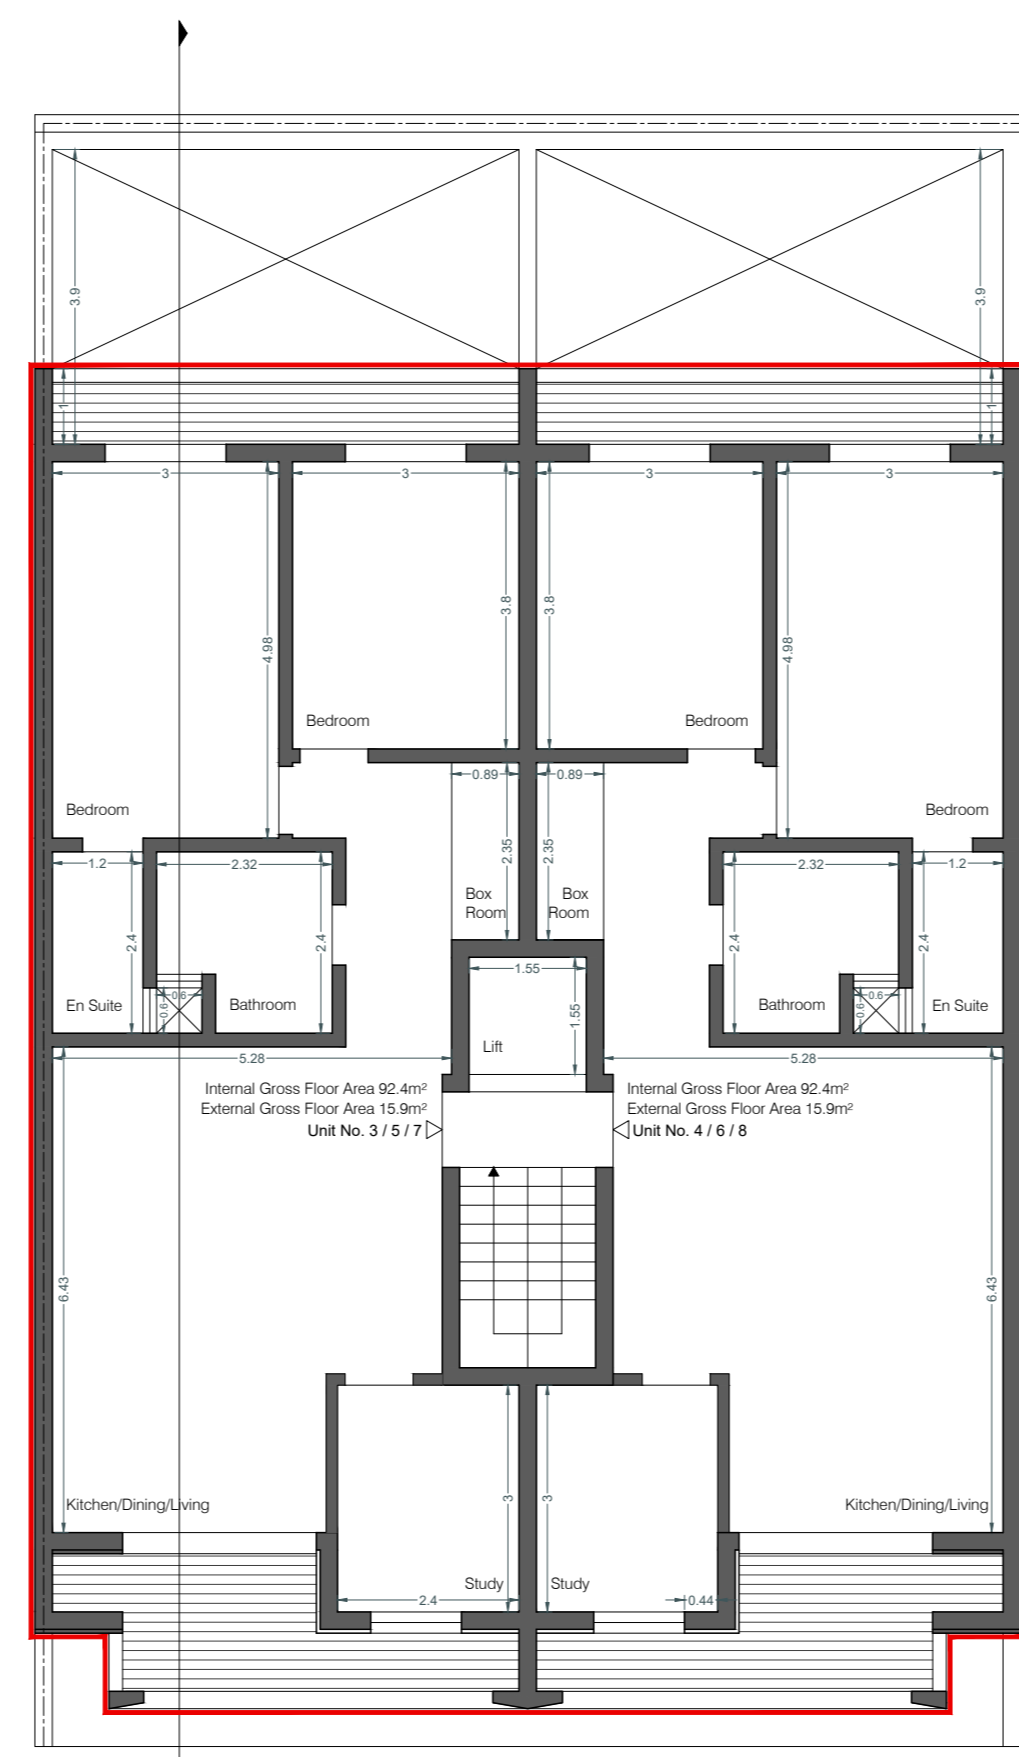 3.9
3.9
1
1
3
3
3
3
4.98
3.8
3.8
4.98
Bedroom
Bedroom
Bedroom
Bedroom
0.89
0.89
2.35
2.35
1.2
2.32
2.32
1.2
Box
Room
Box
Room
2.4
2.4
2.4
2.4
1.55
1.55
0.6
0.6
0.6
0.6
En Suite
Bathroom
Bathroom
En Suite
Lift
5.28
5.28
Internal Gross Floor Area 92.4m²
External Gross Floor Area 15.9m²
Unit No. 3 / 5 / 7
Internal Gross Floor Area 92.4m²
External Gross Floor Area 15.9m²
Unit No. 4 / 6 / 8
6.43
6.43
3
3
Kitchen/Dining/Living
Kitchen/Dining/Living
Study
Study
2.4
0.44